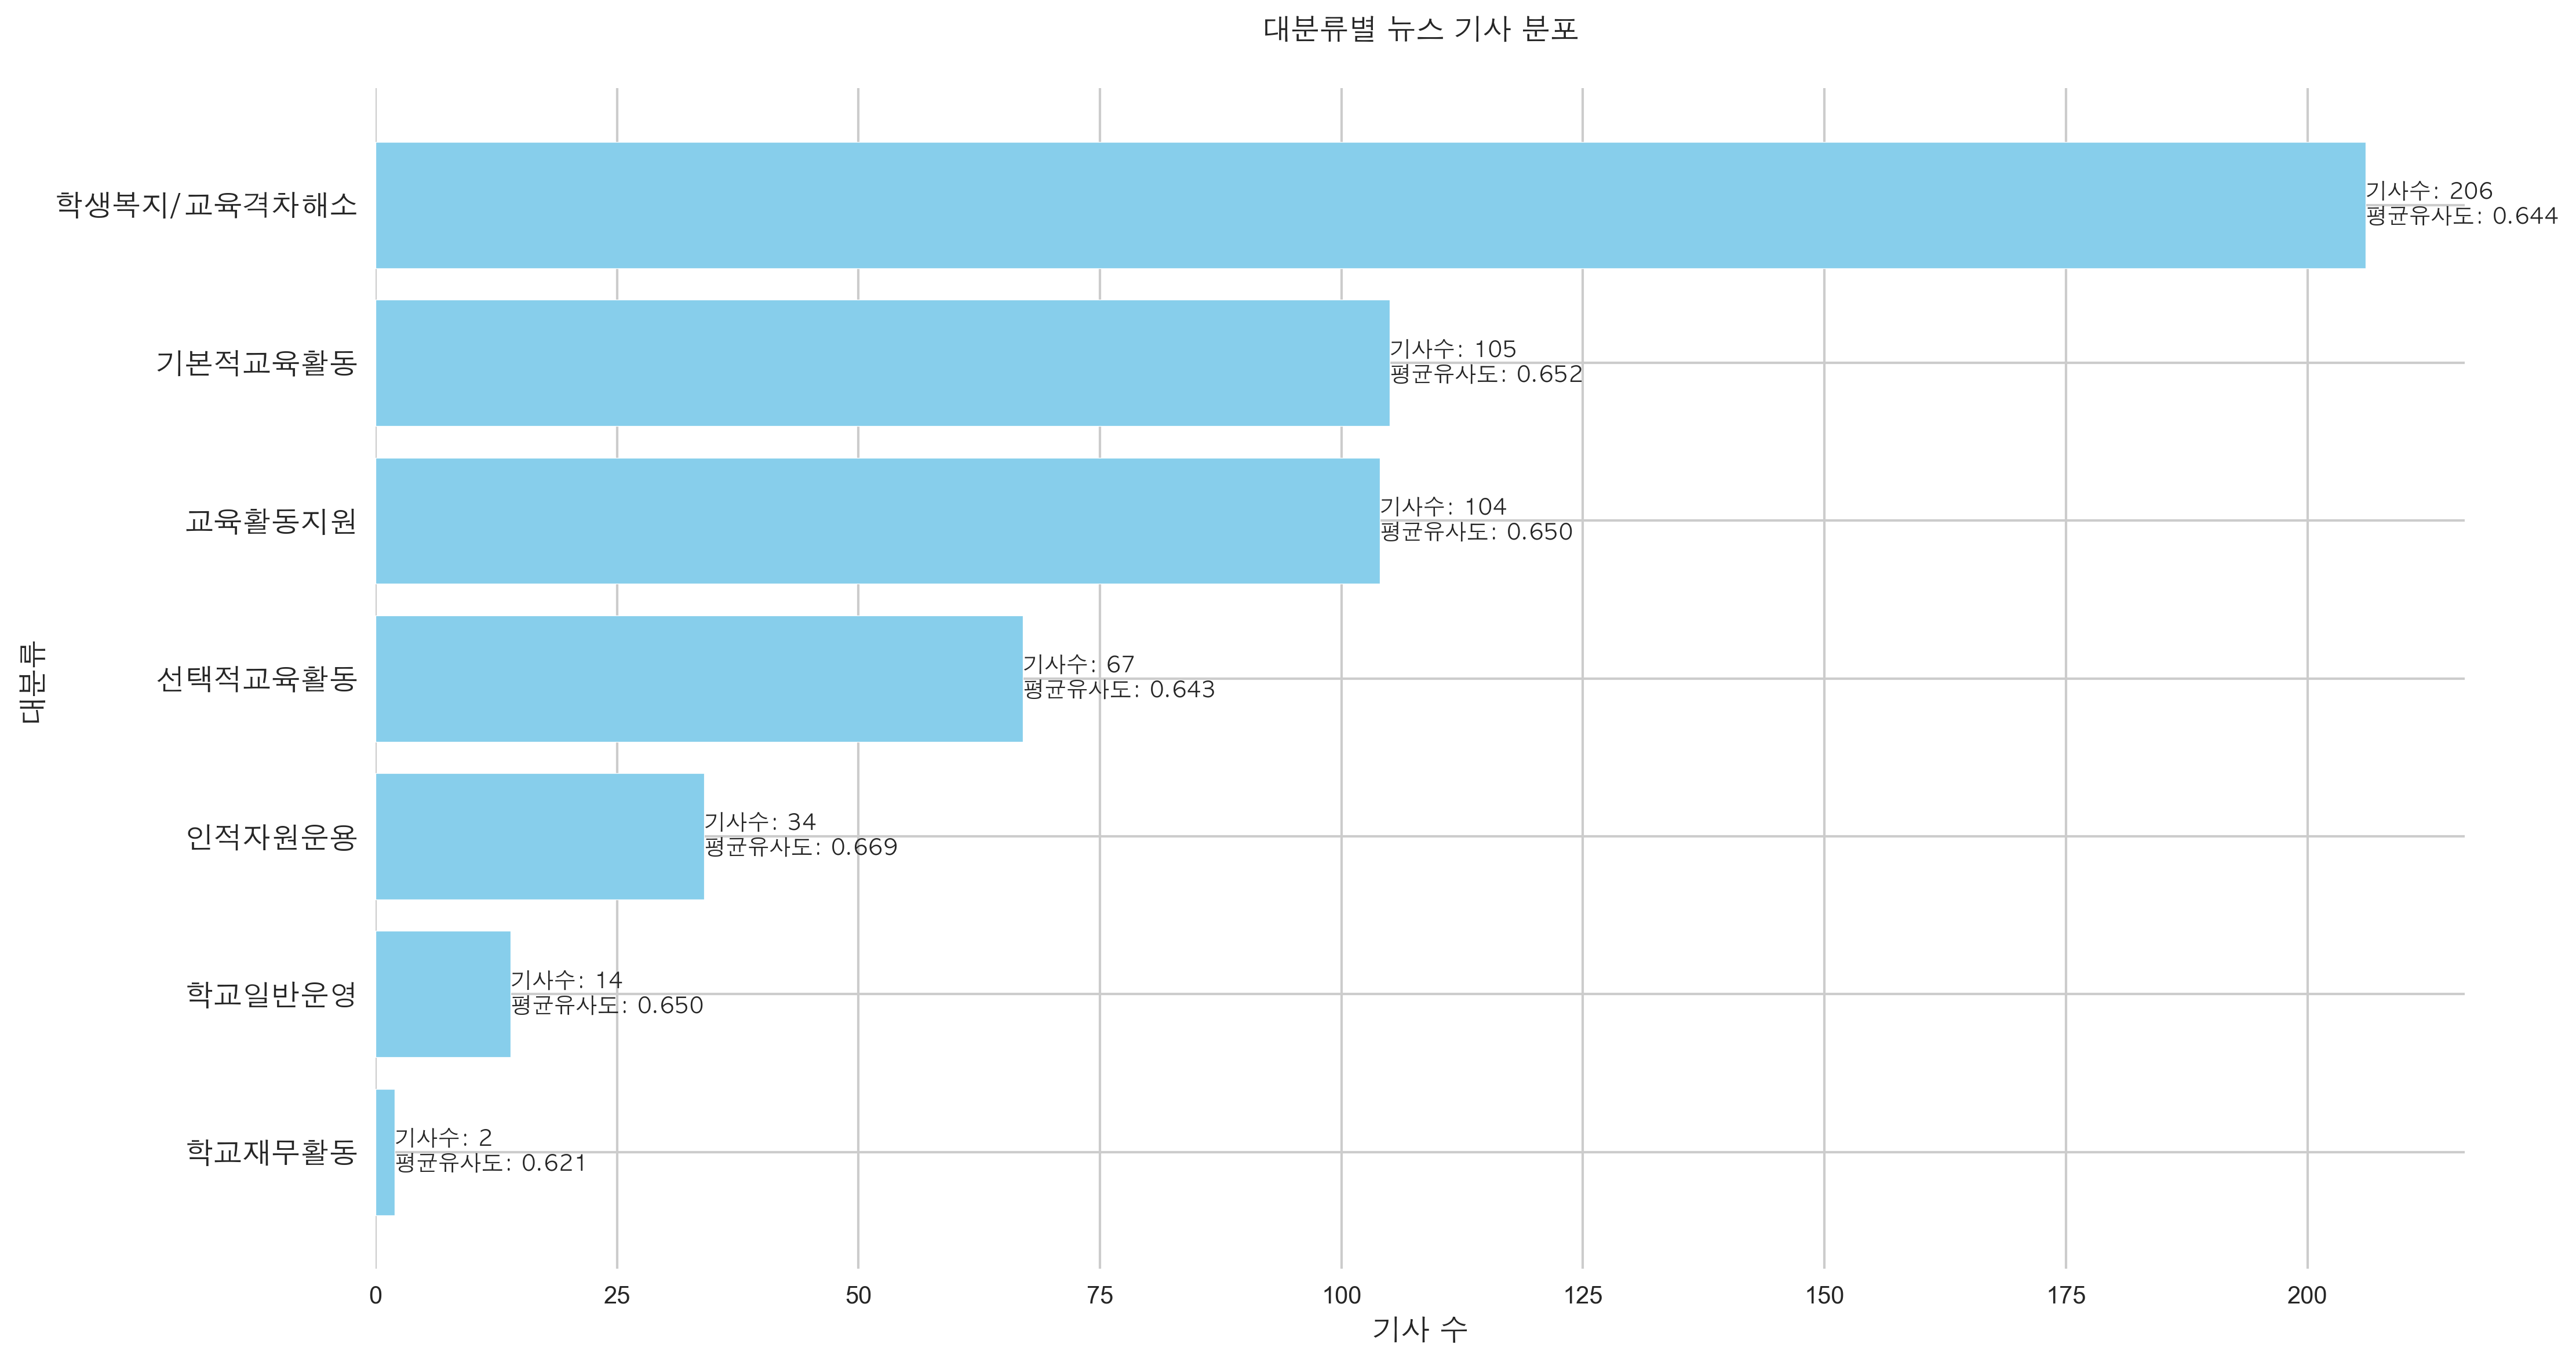 대분류별 뉴스 기사 분포
대분류
학생복지/교육격차해소
기사수: 206
평균유사도: 0.644
기본적교육활동
기사수: 105
평균유사도: 0.652
교육활동지원
기사수: 104
평균유사도: 0.650
선택적교육활동
기사수: 67
평균유사도: 0.643
인적자원운용
기사수: 34
평균유사도: 0.669
학교일반운영
기사수: 14
평균유사도: 0.650
학교재무활동
기사수: 2
평균유사도: 0.621
0 25 50 75 100 125 150 175 200
기사 수